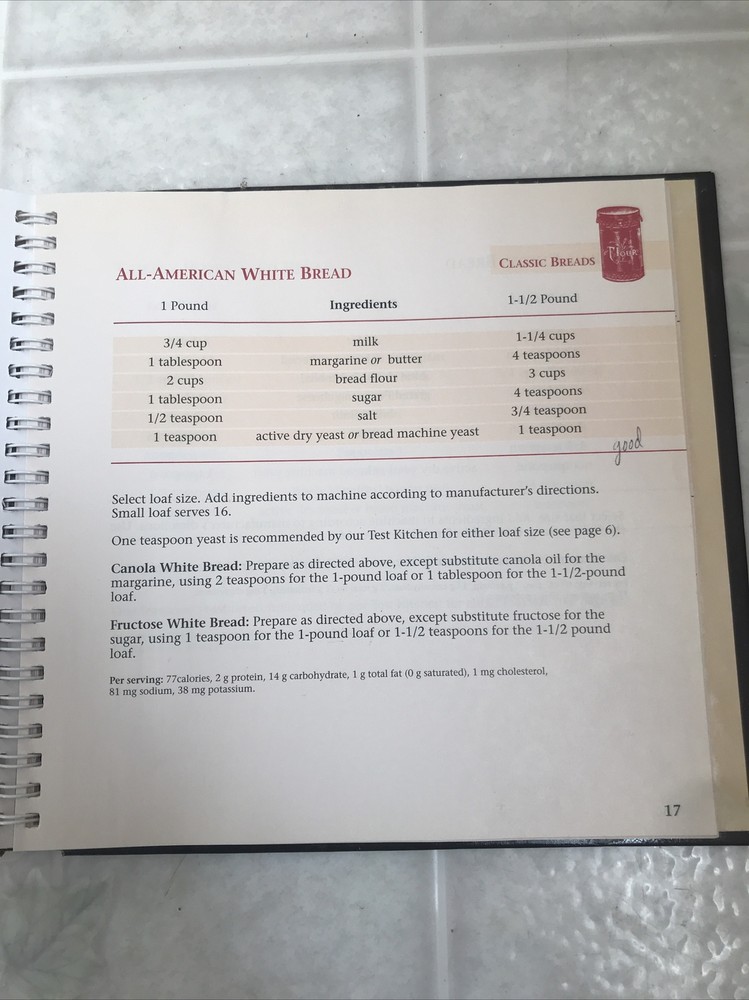 CLASSIC BREADS
Flour
ALL-AMERICAN WHITE BREAD
1 Pound Ingredients 1-1/2 Pound
3/4 cup milk 1-1/4 cups
1 tablespoon margarine or butter 4 teaspoons
2 cups bread flour 3 cups
1 tablespoon sugar 4 teaspoons
1/2 teaspoon salt 3/4 teaspoon
1 teaspoon active dry yeast or bread machine yeast 1 teaspoon
good
Select loaf size. Add ingredients to machine according to manufacturer's directions.
Small loaf serves 16.
One teaspoon yeast is recommended by our Test Kitchen for either loaf size (see page 6).
Canola White Bread: Prepare as directed above, except substitute canola oil for the
margarine, using 2 teaspoons for the 1-pound loaf or 1 tablespoon for the 1-1/2-pound
loaf.
Fructose White Bread: Prepare as directed above, except substitute fructose for the
sugar, using 1 teaspoon for the 1-pound loaf or 1-1/2 teaspoons for the 1-1/2 pound
loaf.
Per serving: 77calories, 2 g protein, 14 g carbohydrate, 1 g total fat (0 g saturated), 1 mg cholesterol,
81 mg sodium, 38 mg potassium.
17